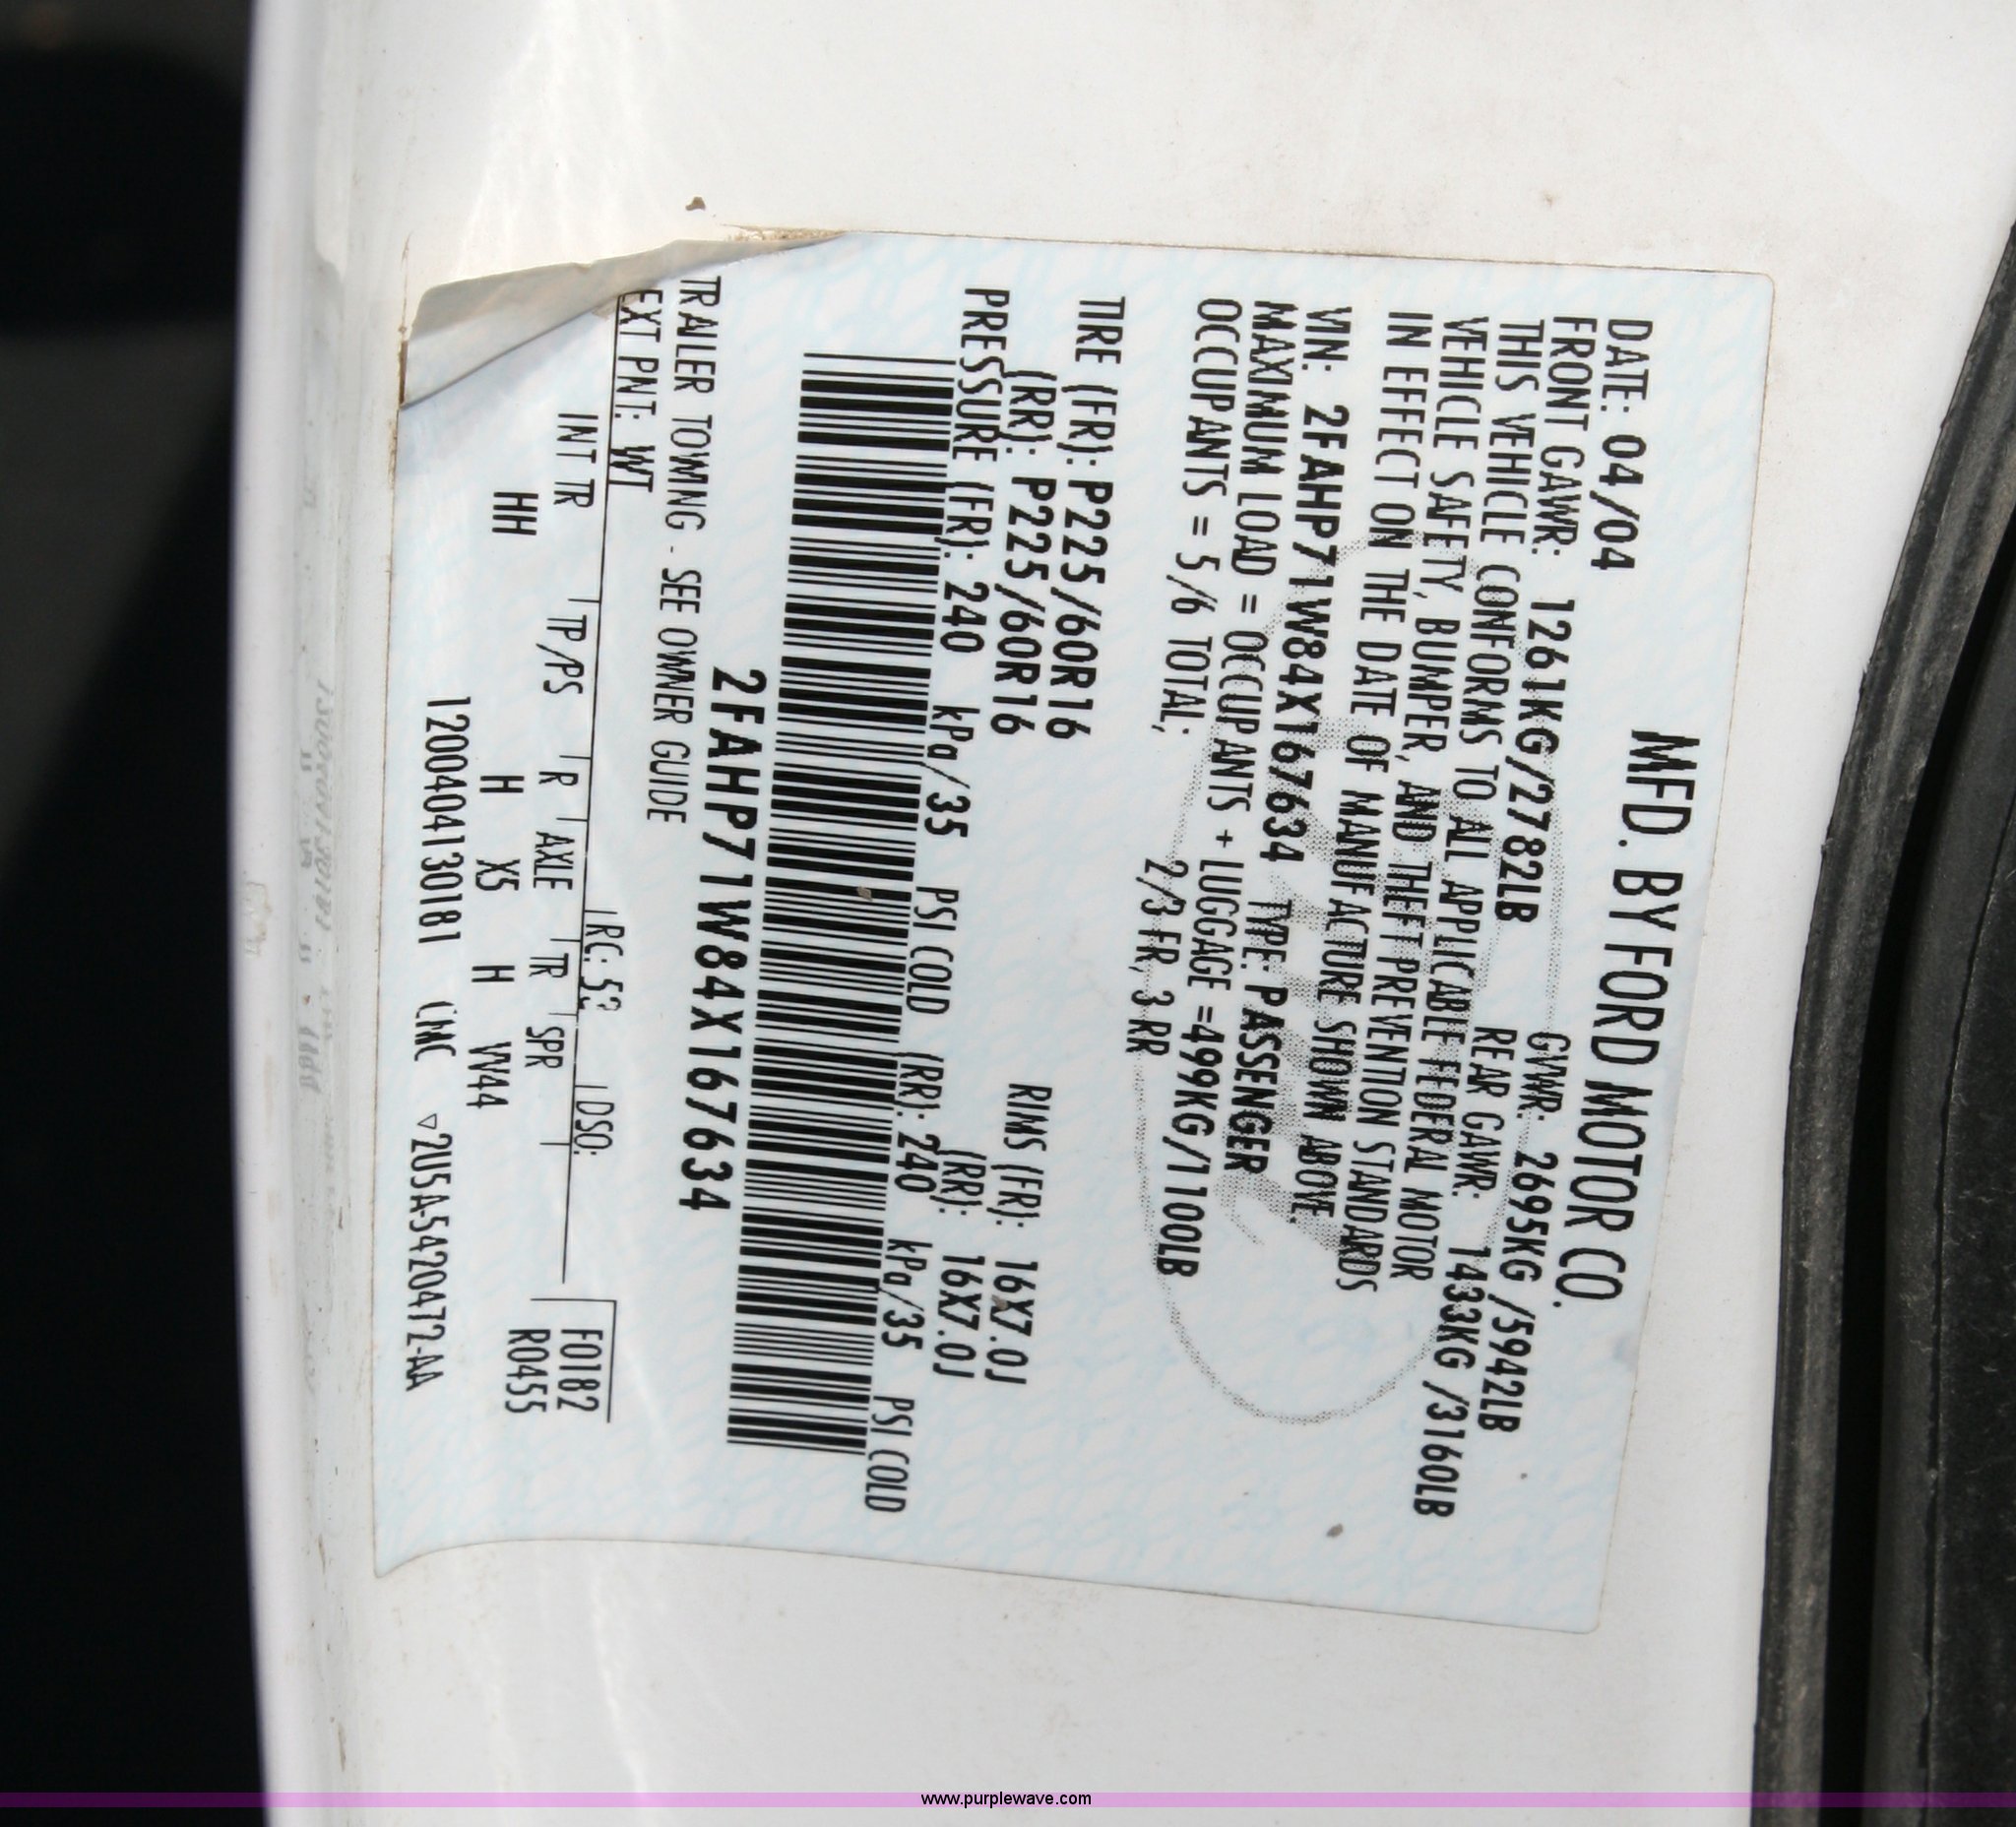 MFD. BY FORD MOTOR CO.
DATE: 04/04 GVWR: 2695KG /5942LB
FRONT GAWR: 1261KG/2782LB REAR GAWR: 1433KG /3160LB
THIS VEHICLE CONFORMS TO ALL APPLICABLE FEDERAL MOTOR
VEHICLE SAFETY, BUMPER, AND THEFT PREVENTION STANDARDS
IN EFFECT ON THE DATE OF MANUFACTURE SHOWN ABOVE.
VIN: 2FAHP71W84X167634 TYPE: PASSENGER
MAXIMUM LOAD = OCCUPANTS + LUGGAGE =499KG/1100LB
OCCUPANTS = 5/6 TOTAL; 2/3 FR, 3 RR
TIRE (FR): P225/60R16 RIMS (FR): 16X7.0J
(RR): P225/60R16 (RR): 16X7.0J
PRESSURE (FR): 240 kPa/35 PSI COLD (RR): 240 kPa/35 PSI COLD
2FAHP71W84X167634
TRAILER TOWING - SEE OWNER GUIDE
EXT PNT: WT RC: DSO: F0182
INT TR TP/PS R AXLE TR SPR R0455
HH H X5 H VV44
1200404130181 CMC ▽2U5A-5420472-AA
www.purplewave.com